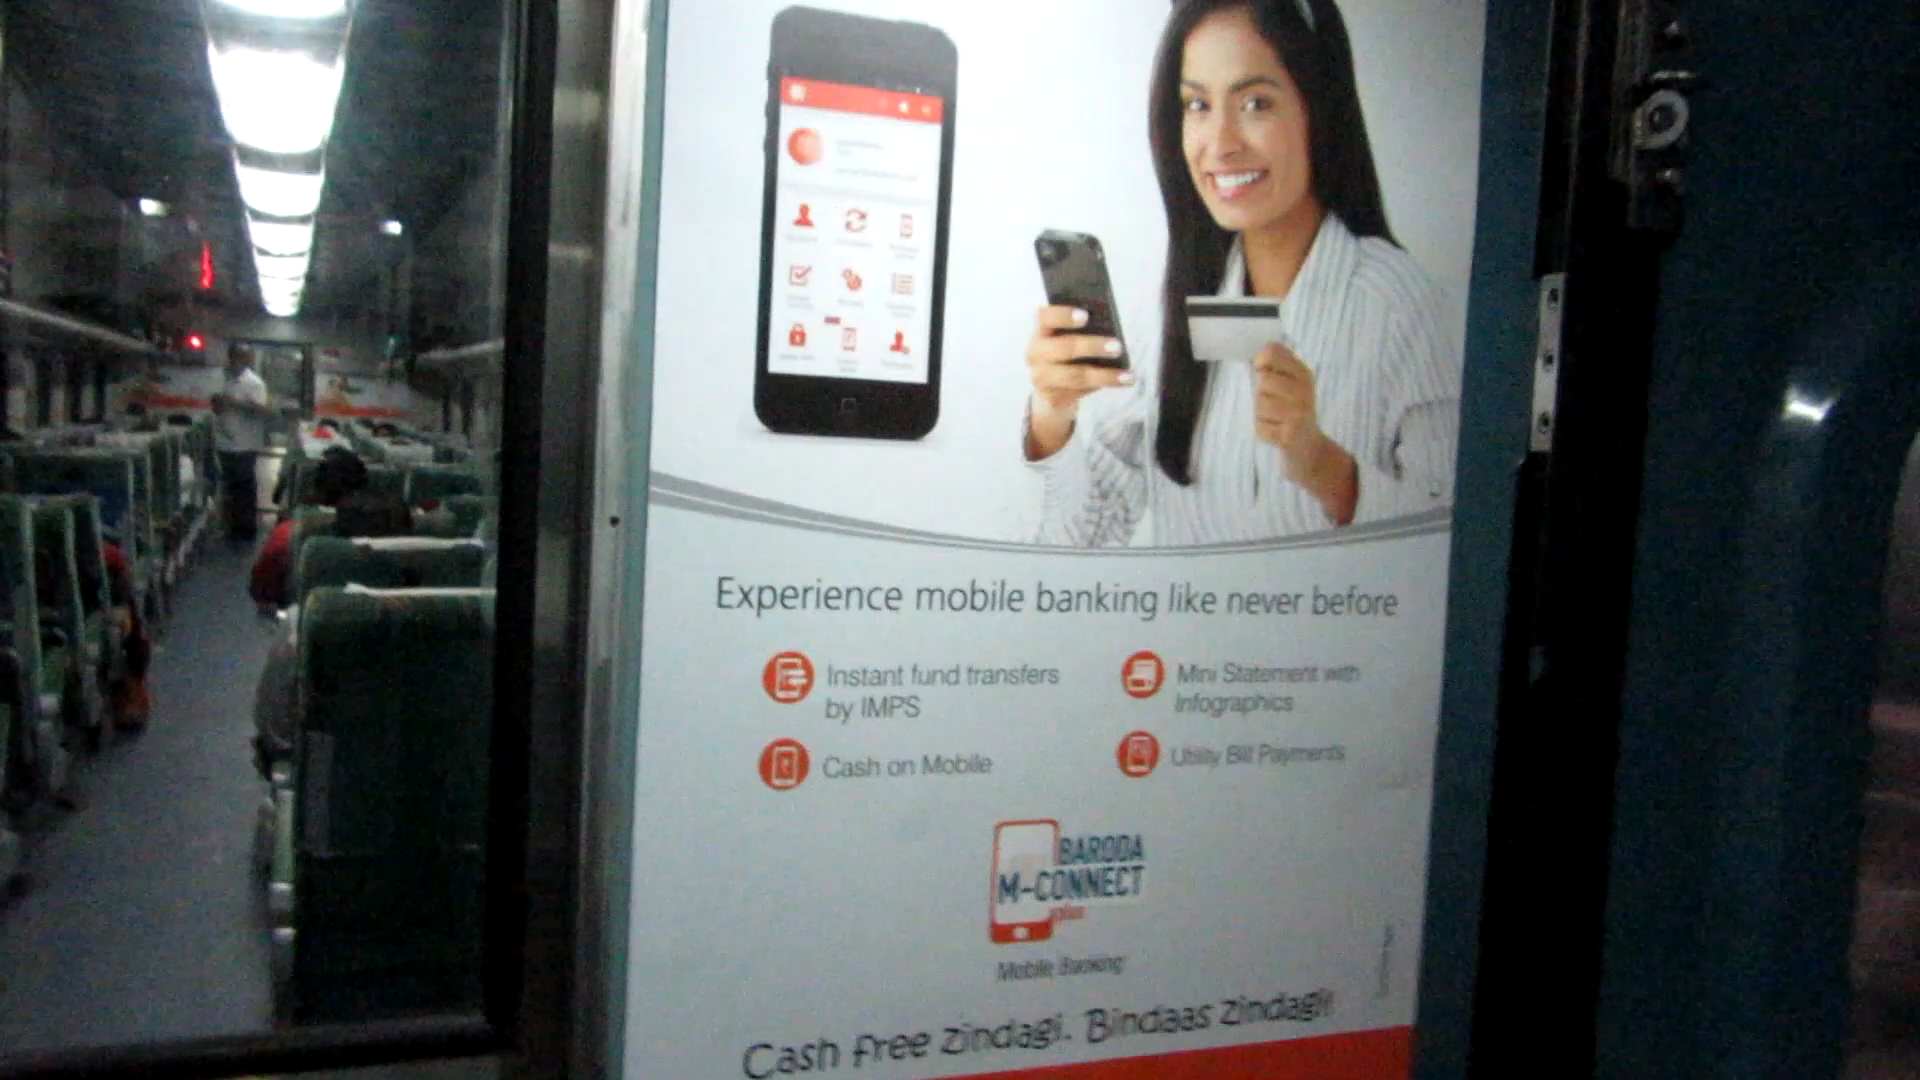 Experience mobile banking like never before
Instant fund transfers
by IMPS
Mini Statement with
Infographics
Cash on Mobile
Utility Bill Payments
BARODA
M-CONNECT
plus
Mobile Banking
Cash free zindagi. Bindaas zindagi!